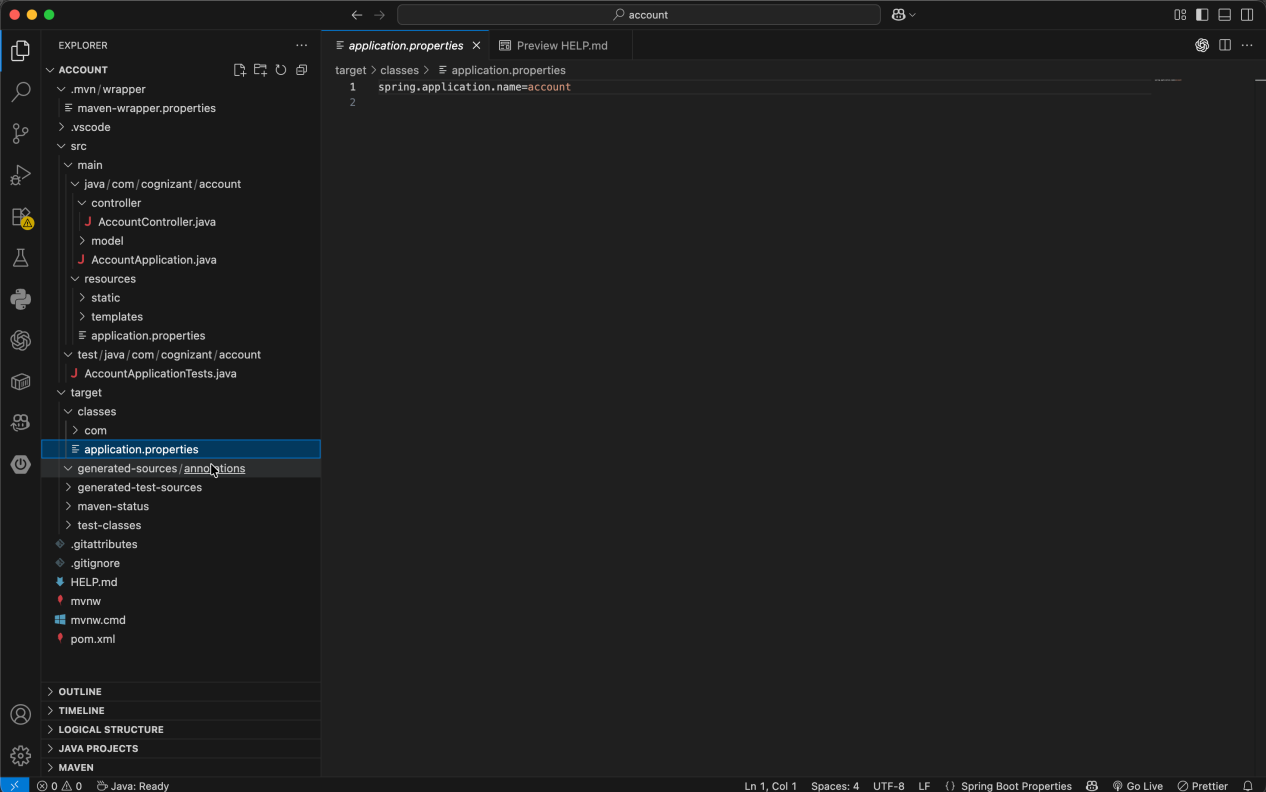 account
EXPLORER
ACCOUNT
.mvn / wrapper
maven-wrapper.properties
.vscode
src
main
java / com / cognizant / account
controller
J AccountController.java
model
J AccountApplication.java
resources
static
templates
application.properties
test / java / com / cognizant / account
J AccountApplicationTests.java
target
classes
com
application.properties
generated-sources / annotations
generated-test-sources
maven-status
test-classes
.gitattributes
.gitignore
HELP.md
mvnw
mvnw.cmd
pom.xml
OUTLINE
TIMELINE
LOGICAL STRUCTURE
JAVA PROJECTS
MAVEN
application.properties
Preview HELP.md
target > classes > application.properties
1 spring.application.name=account
2
0 0 Java: Ready
Ln 1, Col 1 Spaces: 4 UTF-8 LF {} Spring Boot Properties Go Live Prettier